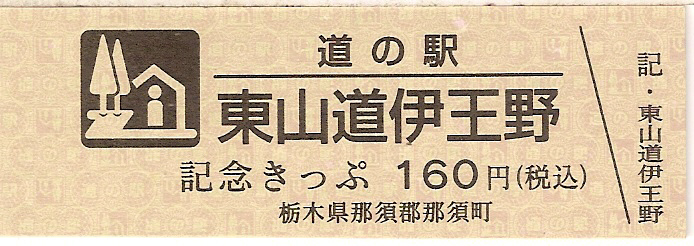 道の駅
東山道伊王野
記念きっぷ 160円(税込)
栃木県那須郡那須町
記・東山道伊王野